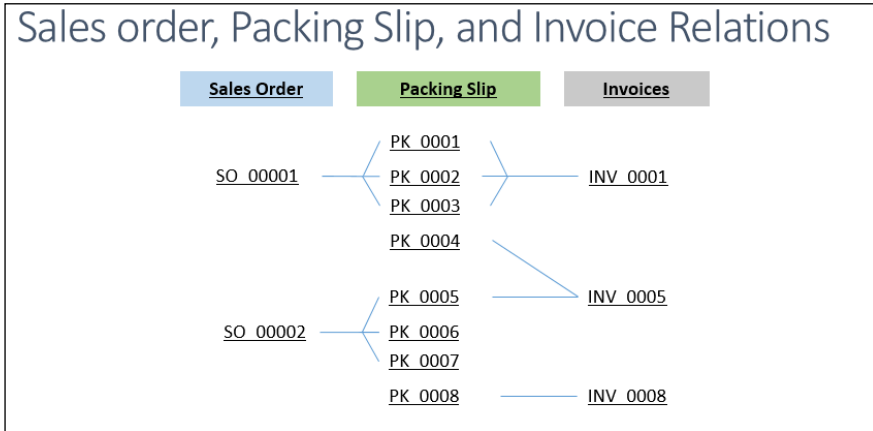 Sales order, Packing Slip, and Invoice Relations
Sales Order Packing Slip Invoices
PK_0001
SO_00001 PK_0002 INV_0001
PK_0003
PK_0004
PK_0005 INV_0005
SO_00002 PK_0006
PK_0007
PK_0008 INV_0008